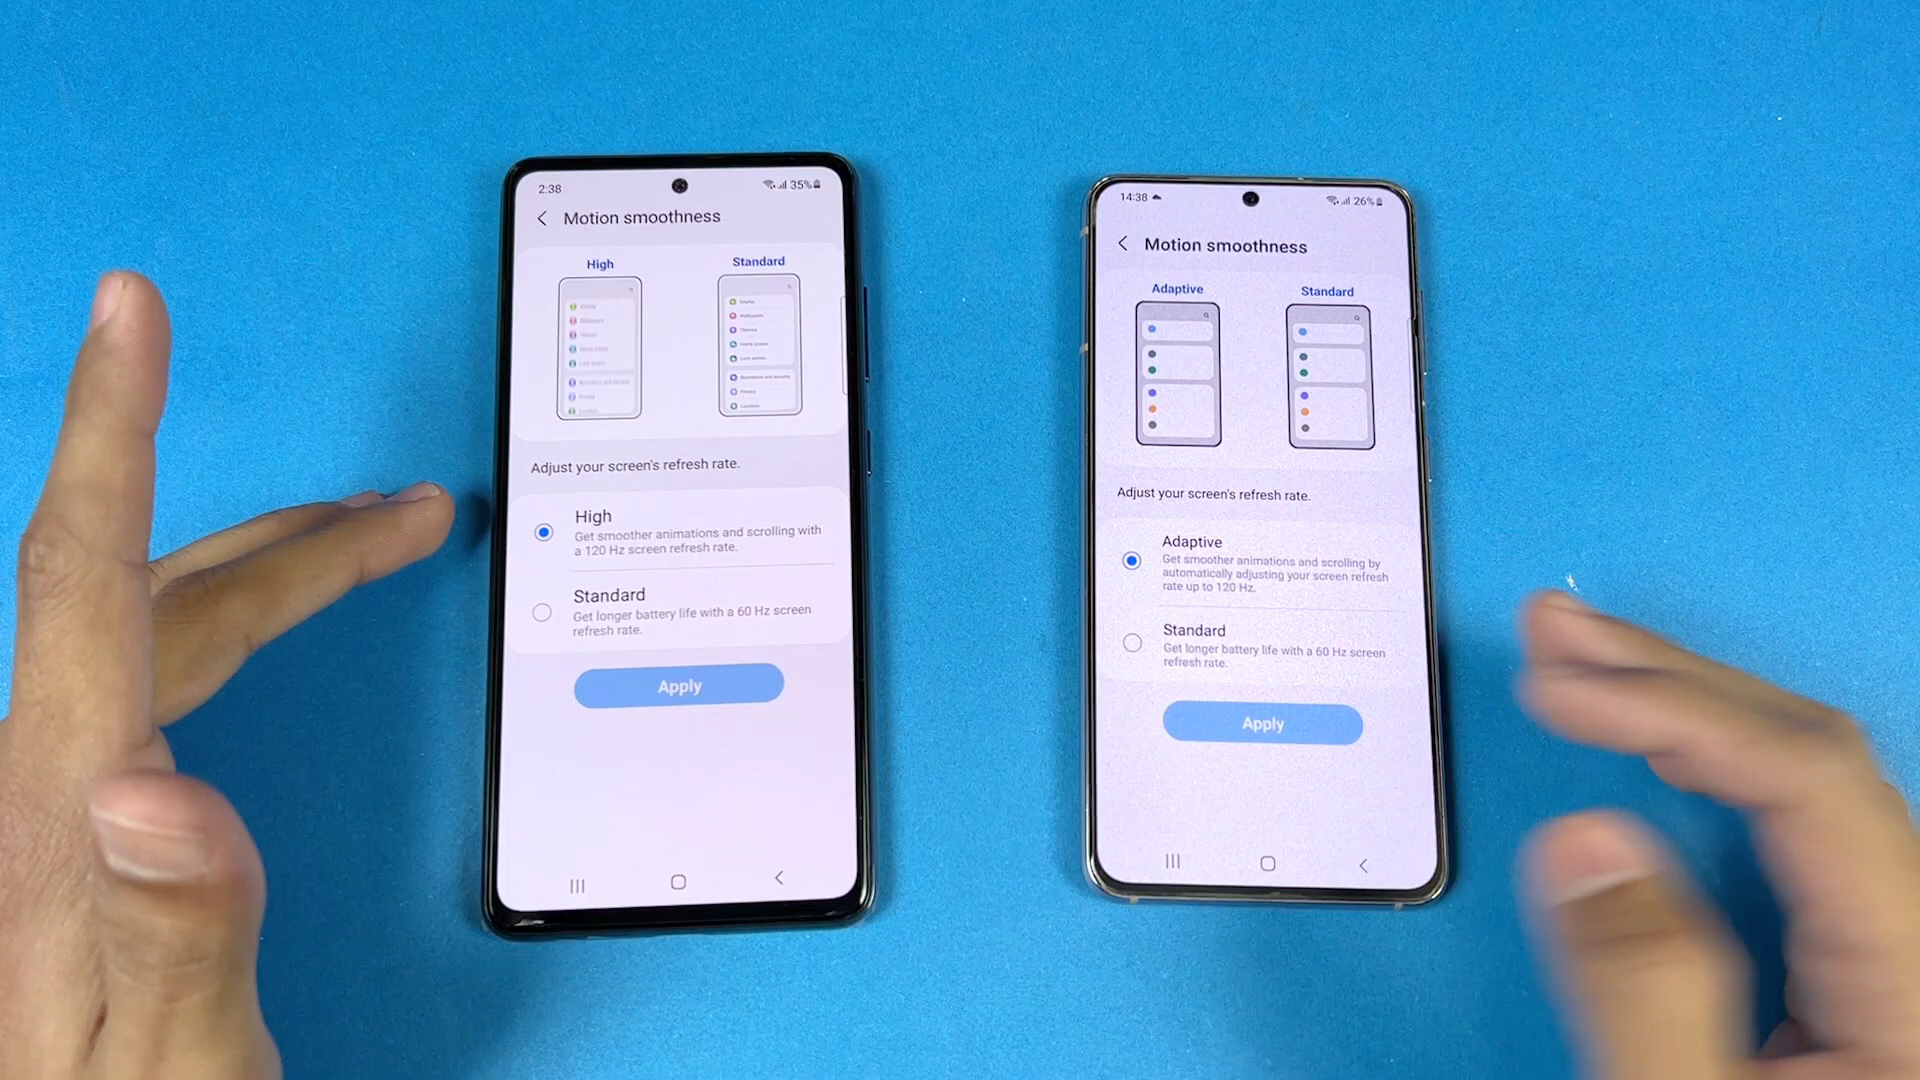 2:38
35%
Motion smoothness
High
Standard
Adjust your screen's refresh rate.
High
Get smoother animations and scrolling with
a 120 Hz screen refresh rate.
Standard
Get longer battery life with a 60 Hz screen
refresh rate.
Apply
14:38
26%
Motion smoothness
Adaptive
Standard
Adjust your screen's refresh rate.
Adaptive
Get smoother animations and scrolling by
automatically adjusting your screen refresh
rate up to 120 Hz.
Standard
Get longer battery life with a 60 Hz screen
refresh rate.
Apply